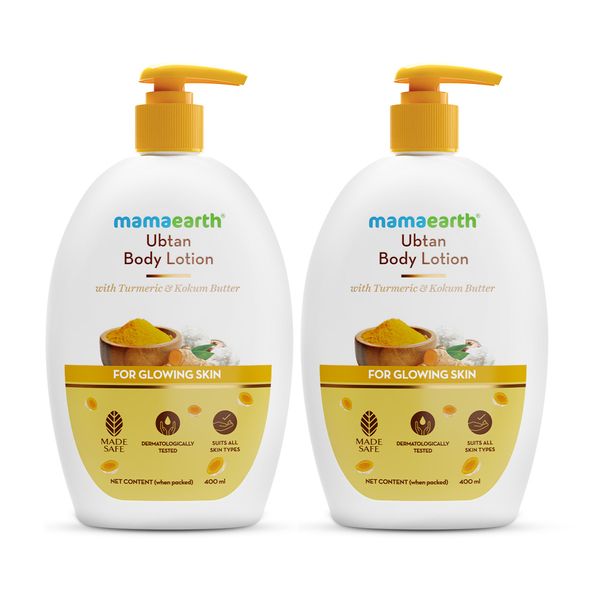 mamaearth®
Ubtan
Body Lotion
with Turmeric & Kokum Butter
FOR GLOWING SKIN
MADE
SAFE
DERMATOLOGICALLY
TESTED
SUITS ALL
SKIN TYPES
NET CONTENT (when packed) 400 ml
mamaearth®
Ubtan
Body Lotion
with Turmeric & Kokum Butter
FOR GLOWING SKIN
MADE
SAFE
DERMATOLOGICALLY
TESTED
SUITS ALL
SKIN TYPES
NET CONTENT (when packed) 400 ml